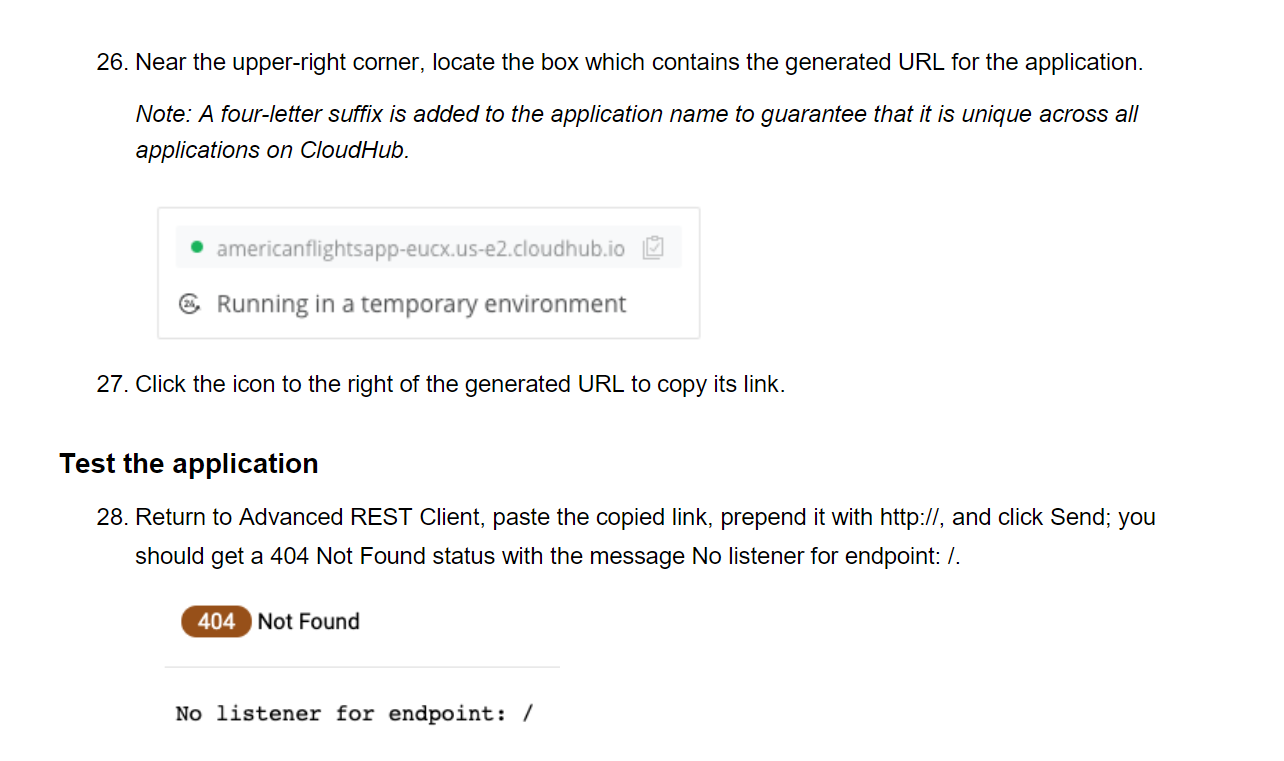 26. Near the upper-right corner, locate the box which contains the generated URL for the application.
Note: A four-letter suffix is added to the application name to guarantee that it is unique across all
applications on CloudHub.
americanflightsapp-eucx.us-e2.cloudhub.io
24 Running in a temporary environment
27. Click the icon to the right of the generated URL to copy its link.
Test the application
28. Return to Advanced REST Client, paste the copied link, prepend it with http://, and click Send; you
should get a 404 Not Found status with the message No listener for endpoint: /.
404 Not Found
No listener for endpoint: /